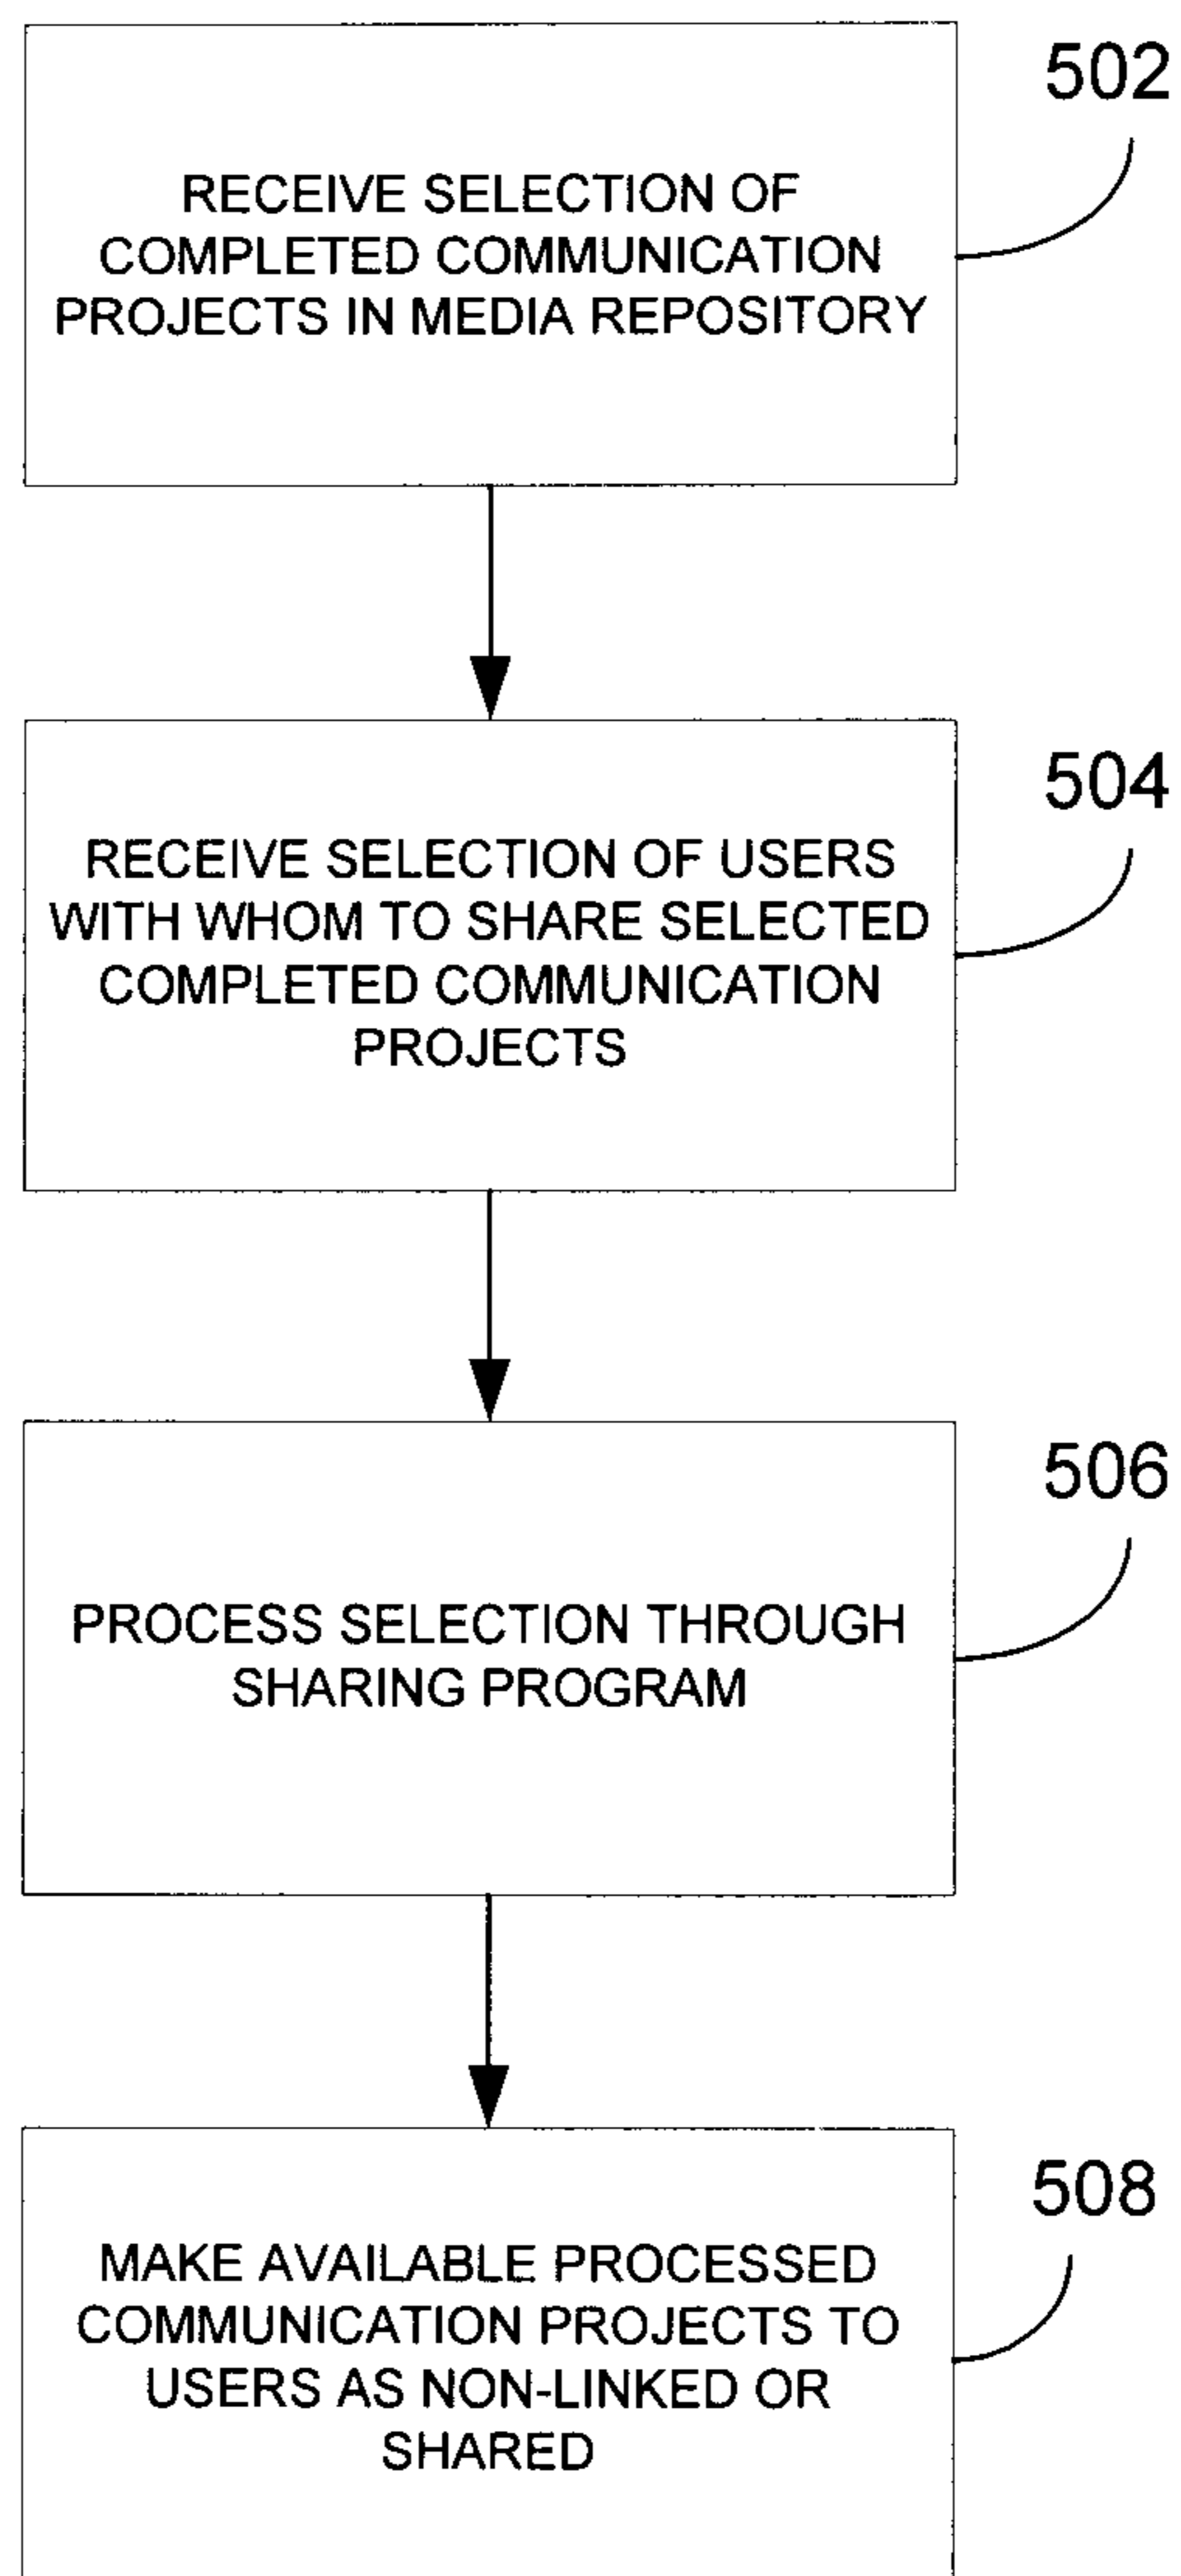 502
RECEIVE SELECTION OF
COMPLETED COMMUNICATION
PROJECTS IN MEDIA REPOSITORY
504
RECEIVE SELECTION OF USERS
WITH WHOM TO SHARE SELECTED
COMPLETED COMMUNICATION
PROJECTS
506
PROCESS SELECTION THROUGH
SHARING PROGRAM
508
MAKE AVAILABLE PROCESSED
COMMUNICATION PROJECTS TO
USERS AS NON-LINKED OR
SHARED